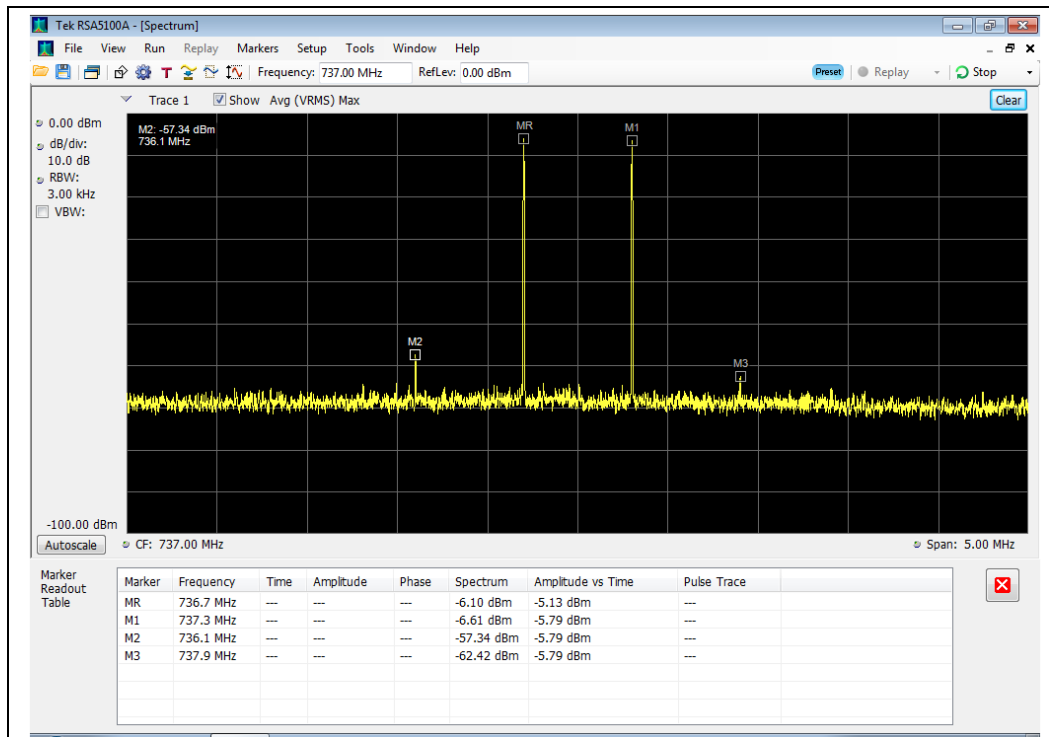 Tek RSA5100A - [Spectrum]
File View Run Replay Markers Setup Tools Window Help
T Frequency: 737.00 MHz RefLev: 0.00 dBm Preset Replay Stop
Trace 1 Show Avg (VRMS) Max Clear
0.00 dBm
dB/div:
10.0 dB
RBW:
3.00 kHz
VBW:
M2: -57.34 dBm
736.1 MHz
MR
M1
M2
M3
-100.00 dBm
Autoscale CF: 737.00 MHz Span: 5.00 MHz
Marker
Readout
Table
Marker Frequency Time Amplitude Phase Spectrum Amplitude vs Time Pulse Trace
MR 736.7 MHz --- --- --- -6.10 dBm -5.13 dBm ---
M1 737.3 MHz --- --- --- -6.61 dBm -5.79 dBm ---
M2 736.1 MHz --- --- --- -57.34 dBm -5.79 dBm ---
M3 737.9 MHz --- --- --- -62.42 dBm -5.79 dBm ---